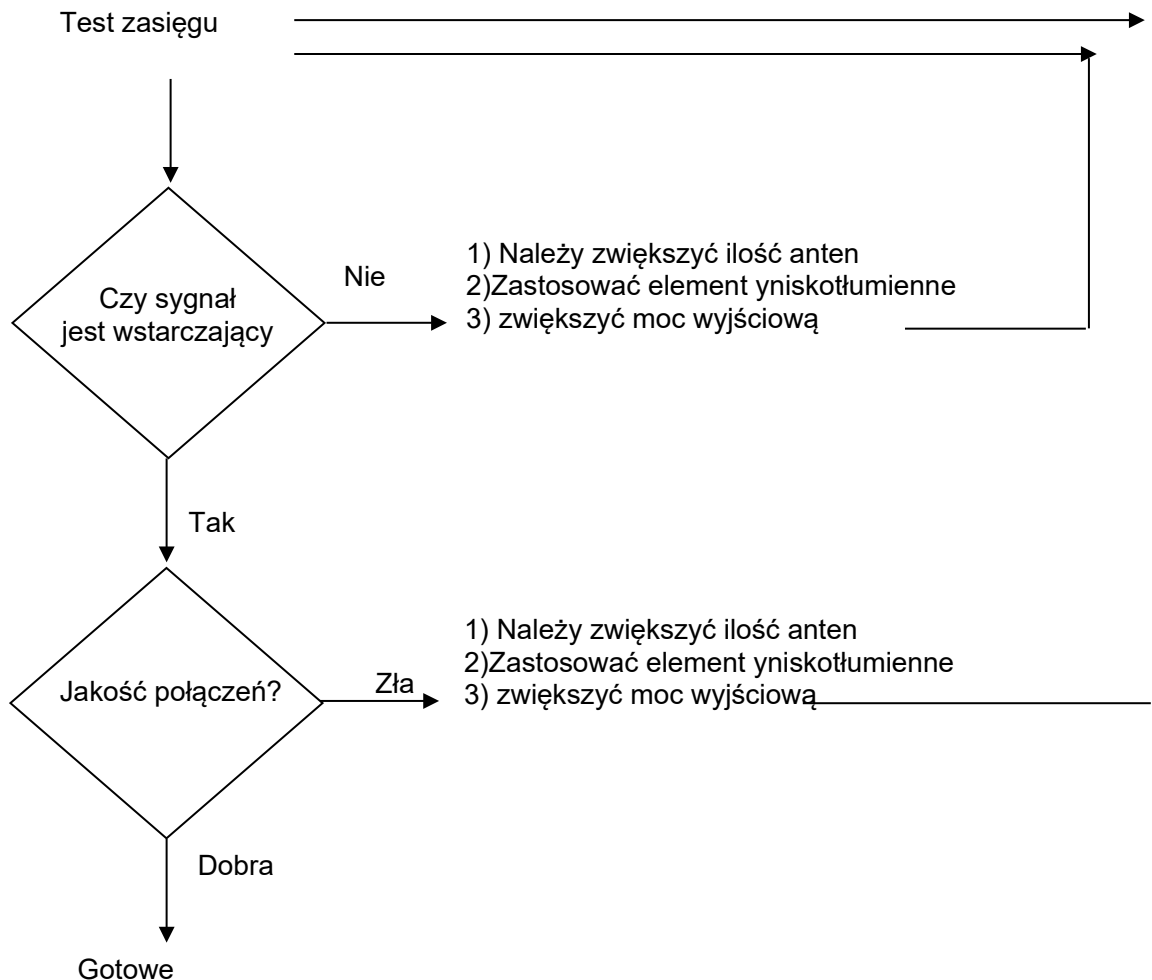 Test zasięgu
Czy sygnał
jest wstarczający
Nie
1) Należy zwiększyć ilość anten
2)Zastosować element yniskotłumienne
3) zwiększyć moc wyjściową
Tak
Jakość połączeń?
Zła
1) Należy zwiększyć ilość anten
2)Zastosować element yniskotłumienne
3) zwiększyć moc wyjściową
Dobra
Gotowe